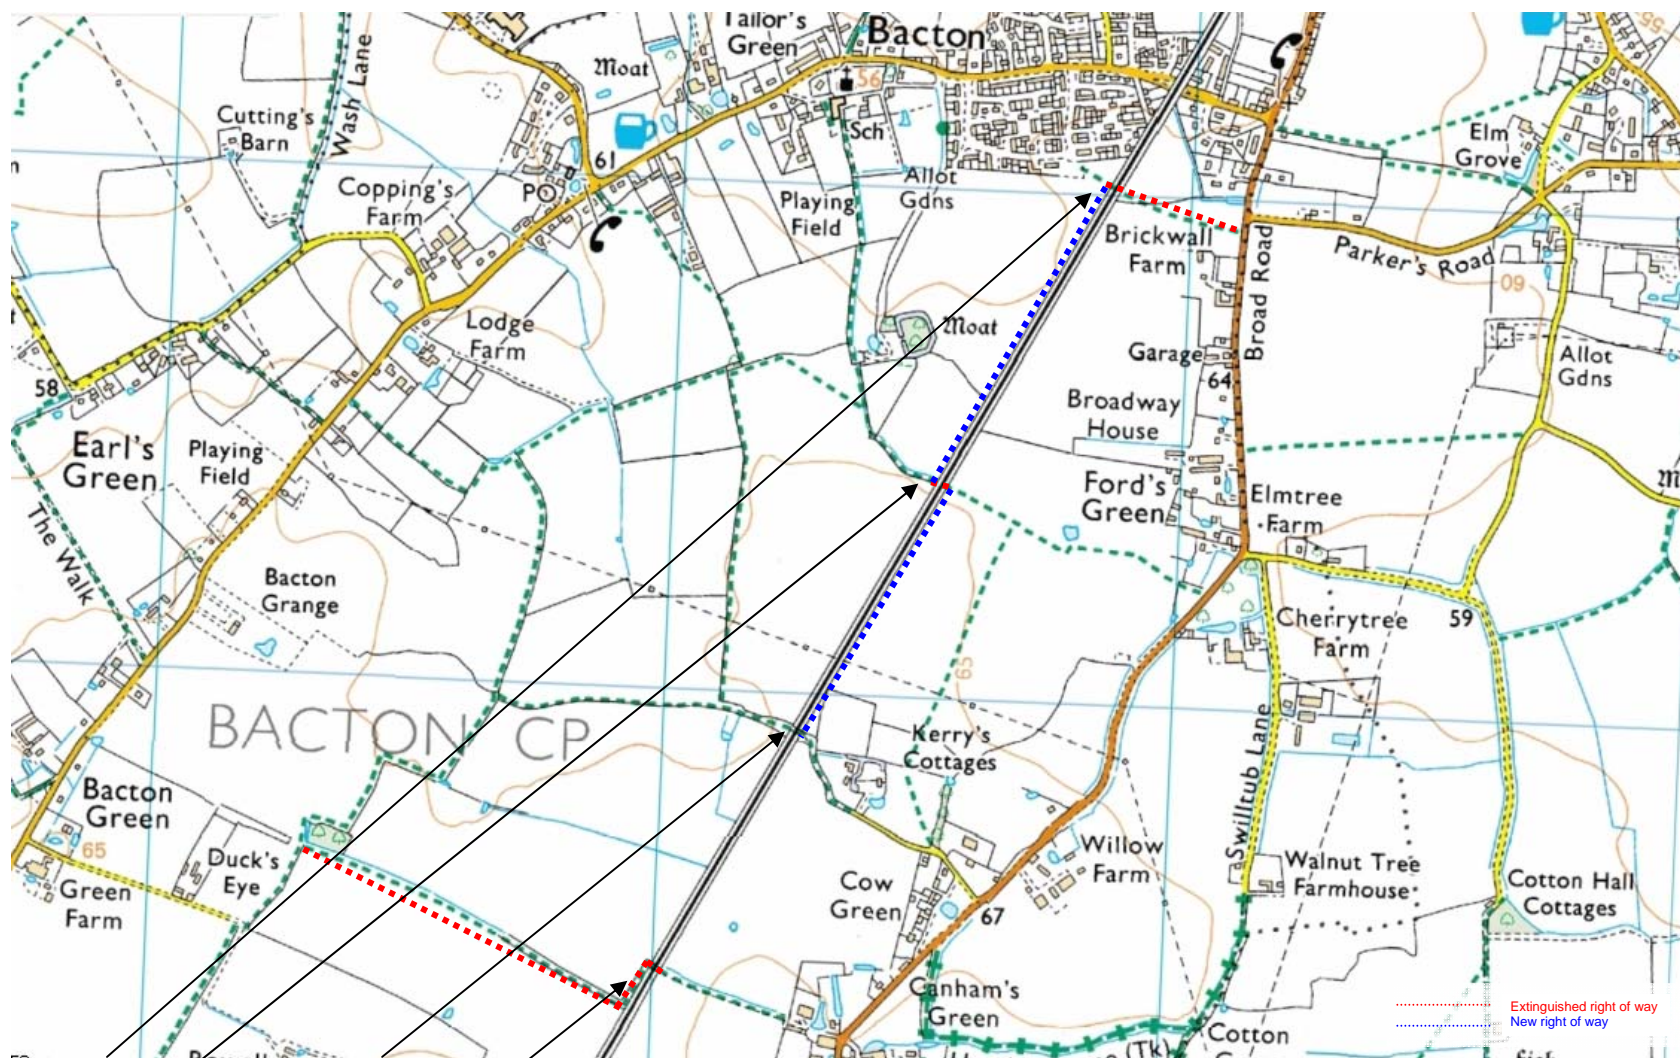 Tailor's
Green
Bacton
Moat
56
Cutting's
Barn
Wash Lane
Sch
Elm
Grove
61
PO
Copping's
Farm
Allot
Gdns
Playing
Field
Brickwall
Farm
Broad Road
Parker's Road
60
Lodge
Farm
Moat
Garage
64
Allot
Gdns
58
Broadway
House
Earl's
Green
Playing
Field
Ford's
Green
Elmtree
Farm
The Walk
Bacton
Grange
Cherrytree
Farm
59
65
BACTON CP
Kerry's
Cottages
Swilltub Lane
Bacton
Green
65
Duck's
Eye
Green
Farm
Willow
Farm
Walnut Tree
Farmhouse
Cow
Green
67
Cotton Hall
Cottages
Canham's
Green
Cotton
(Tk)
Extinguished right of way
New right of way